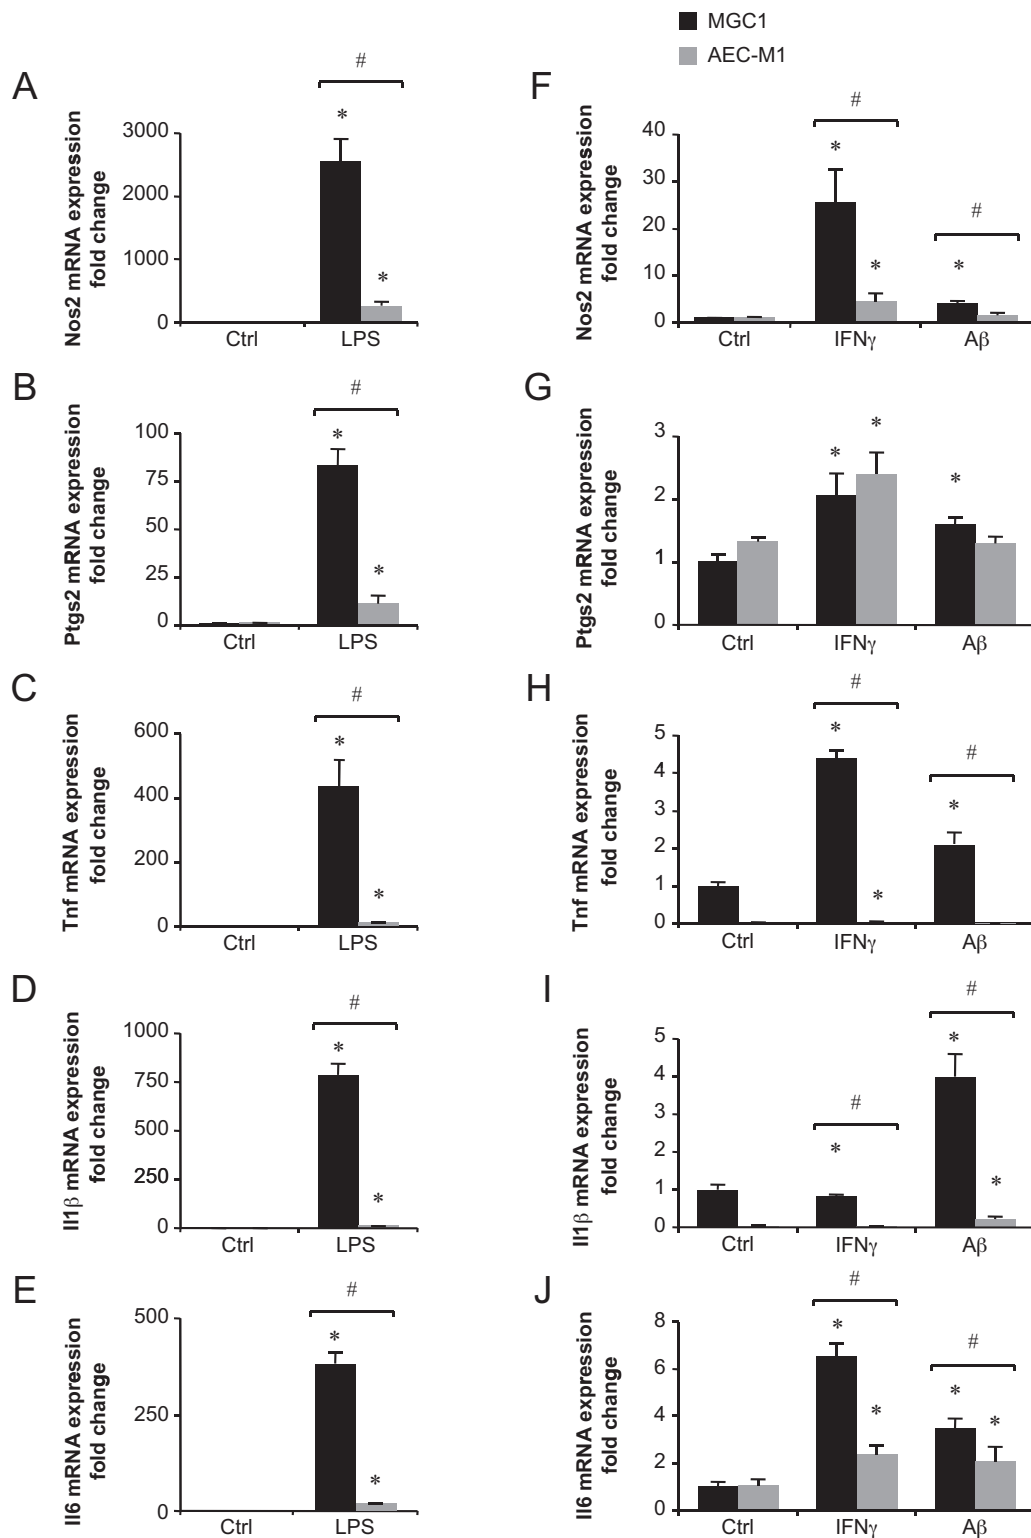 MGC1
AEC-M1
A
#
Nos2 mRNA expression
fold change
3000
2000
1000
0
*
*
Ctrl
LPS
B
#
Ptgs2 mRNA expression
fold change
100
75
50
25
0
*
*
Ctrl
LPS
C
#
Tnf mRNA expression
fold change
600
400
200
0
*
*
Ctrl
LPS
D
#
Il1β mRNA expression
fold change
1000
750
500
250
0
*
*
Ctrl
LPS
E
#
Il6 mRNA expression
fold change
500
250
0
*
*
Ctrl
LPS
F
#
#
Nos2 mRNA expression
fold change
40
30
20
10
0
*
*
*
Ctrl
IFNγ
Aβ
G
Ptgs2 mRNA expression
fold change
3
2
1
0
*
*
*
Ctrl
IFNγ
Aβ
H
#
#
Tnf mRNA expression
fold change
5
4
3
2
1
0
*
*
*
Ctrl
IFNγ
Aβ
I
#
#
Il1β mRNA expression
fold change
5
4
3
2
1
0
*
*
*
Ctrl
IFNγ
Aβ
J
#
#
Il6 mRNA expression
fold change
8
6
4
2
0
*
*
*
*
Ctrl
IFNγ
Aβ